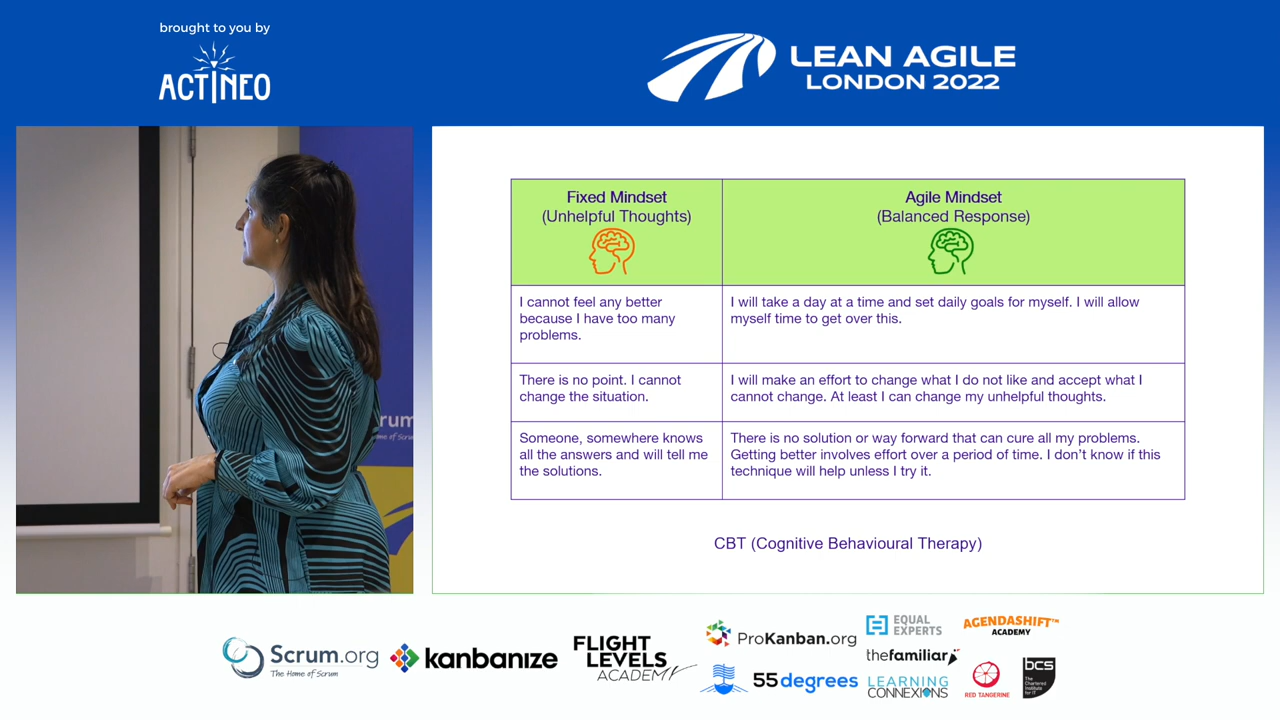 brought to you by
ACTINEO
LEAN AGILE
LONDON 2022
Fixed Mindset
(Unhelpful Thoughts)
Agile Mindset
(Balanced Response)
I cannot feel any better
because I have too many
problems.
I will take a day at a time and set daily goals for myself. I will allow
myself time to get over this.
There is no point. I cannot
change the situation.
I will make an effort to change what I do not like and accept what I
cannot change. At least I can change my unhelpful thoughts.
Someone, somewhere knows
all the answers and will tell me
the solutions.
There is no solution or way forward that can cure all my problems.
Getting better involves effort over a period of time. I don't know if this
technique will help unless I try it.
CBT (Cognitive Behavioural Therapy)
rum
Home of Scru
Scrum.org
The Home of Scrum
kanbanize
FLIGHT
LEVELS
ACADEMY
ProKanban.org
55degrees
EQUAL
EXPERTS
thefamiliar
LEARNING
CONNEXIONS
AGENDASHIFT™
ACADEMY
RED TANGERINE
bcs
The
Chartered
Institute
for IT